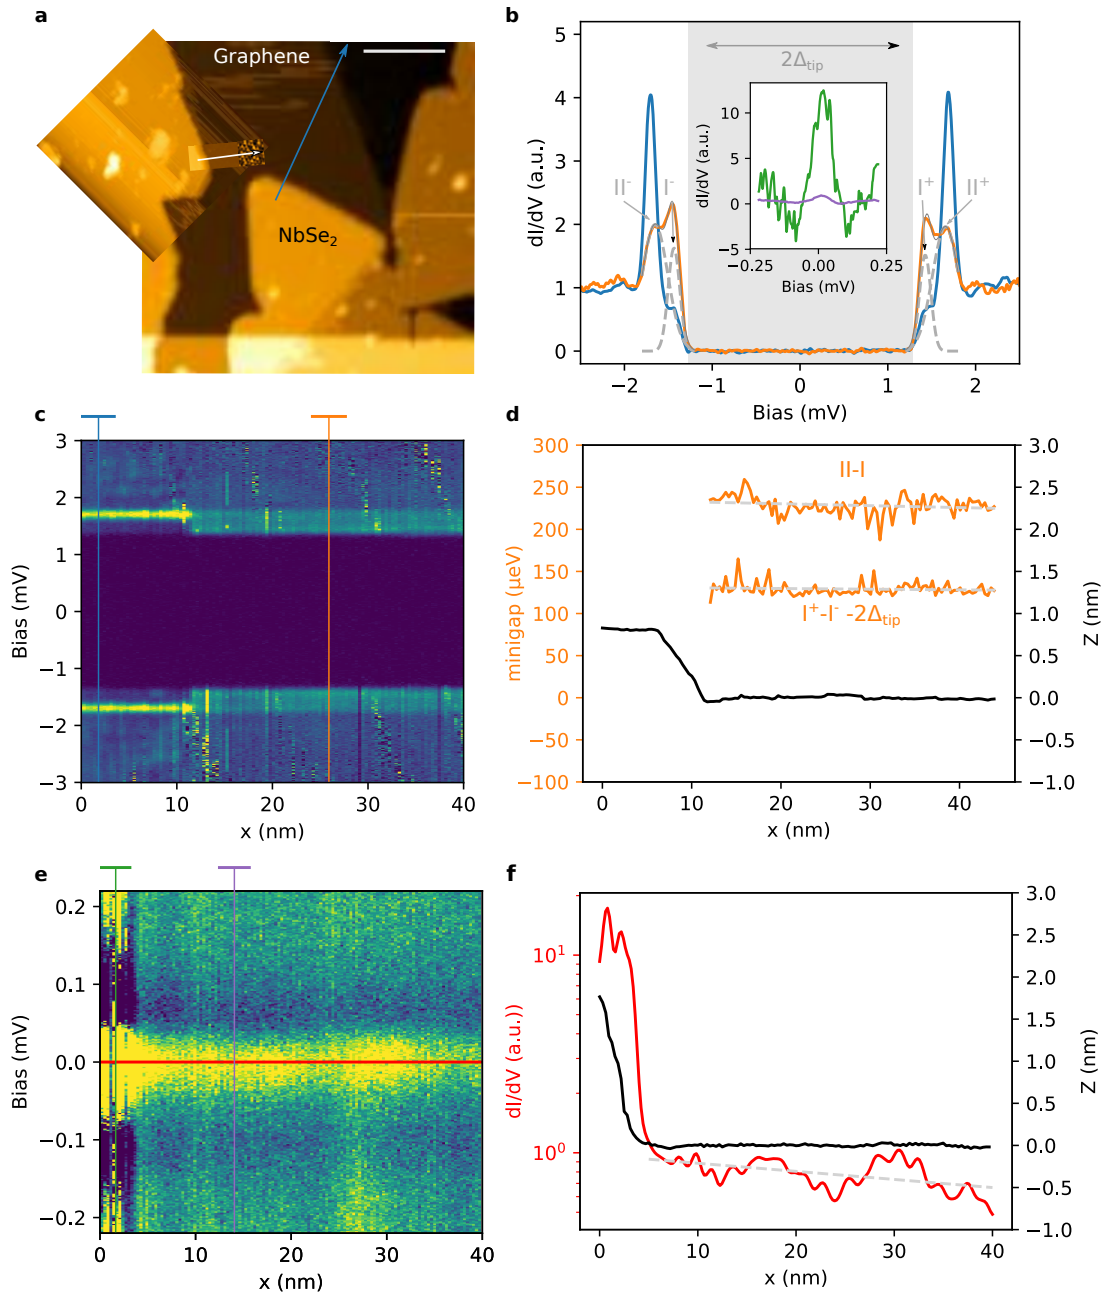 a
Graphene
NbSe₂
b
5
4
3
2
1
0
dI/dV (a.u.)
−2
−1
0
1
2
Bias (mV)
2Δtip
II⁻
I⁻
I⁺
II⁺
10
5
0
−5
dI/dV (a.u.)
−0.25
0.00
0.25
Bias (mV)
c
3
2
1
0
−1
−2
−3
Bias (mV)
0
10
20
30
40
x (nm)
d
300
250
200
150
100
50
0
−50
−100
minigap (μeV)
II-I
I⁺-I⁻ -2Δtip
3.0
2.5
2.0
1.5
1.0
0.5
0.0
−0.5
−1.0
Z (nm)
0
10
20
30
40
x (nm)
e
0.2
0.1
0.0
−0.1
−0.2
Bias (mV)
0
10
20
30
40
x (nm)
f
10¹
10⁰
dI/dV (a.u.))
3.0
2.5
2.0
1.5
1.0
0.5
0.0
−0.5
−1.0
Z (nm)
0
10
20
30
40
x (nm)